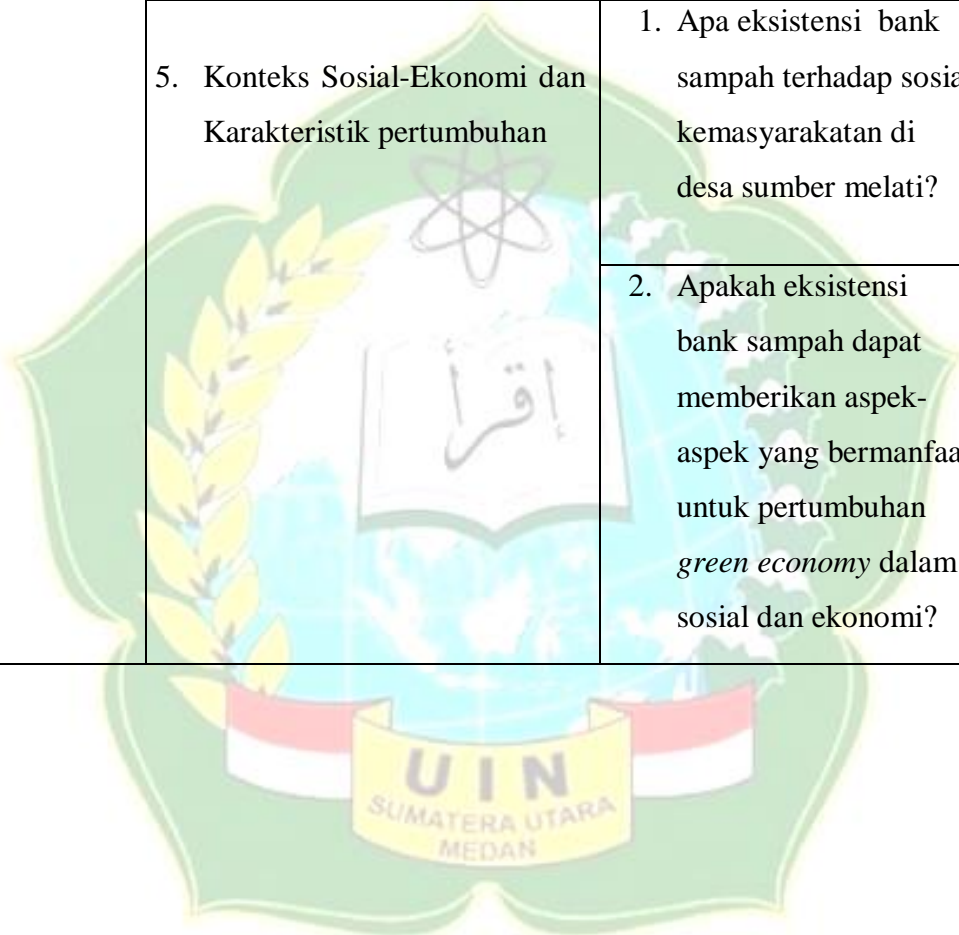 5. Konteks Sosial-Ekonomi dan
Karakteristik pertumbuhan
1. Apa eksistensi bank
sampah terhadap sosia
kemasyarakatan di
desa sumber melati?
2. Apakah eksistensi
bank sampah dapat
memberikan aspek-
aspek yang bermanfaa
untuk pertumbuhan
green economy dalam
sosial dan ekonomi?
إقرأ
UIN
SUMATERA UTARA
MEDAN